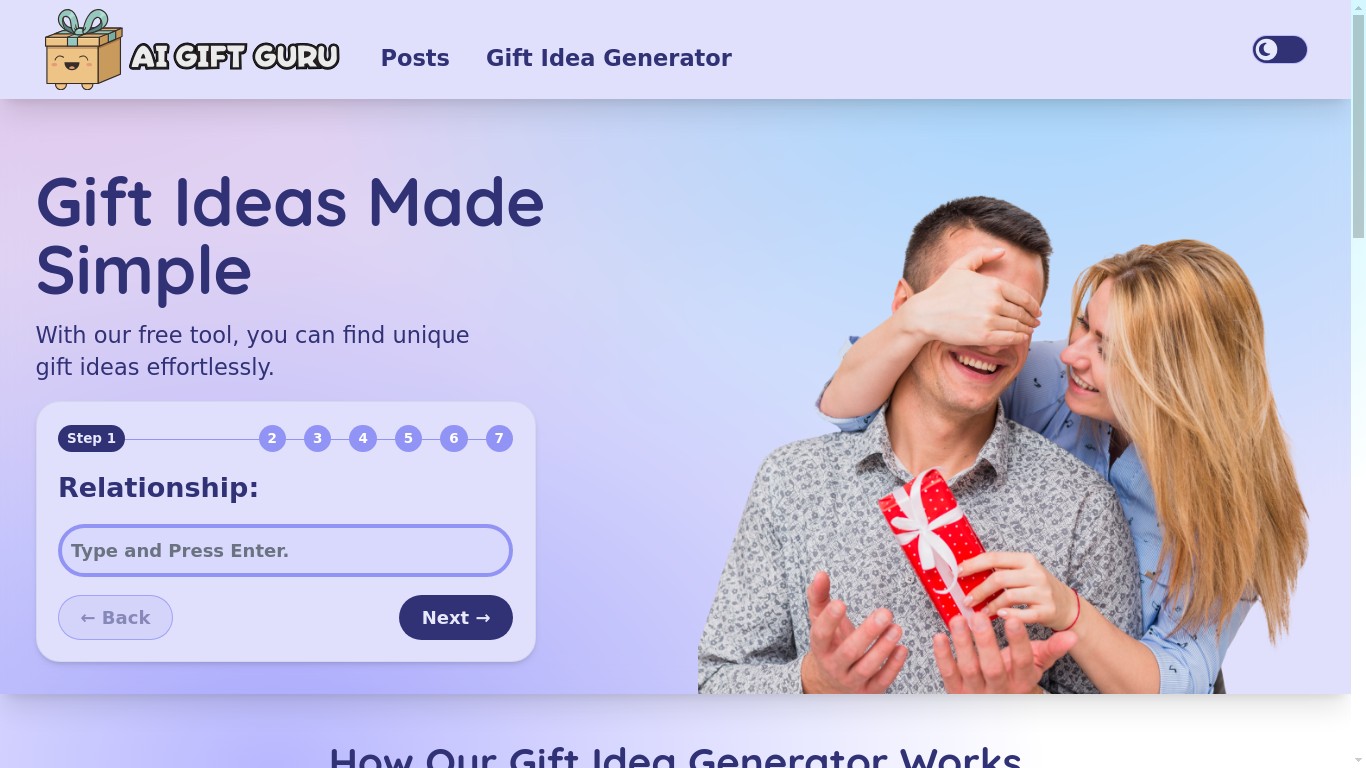 AI GIFT GURU
Posts
Gift Idea Generator
Gift Ideas Made
Simple
With our free tool, you can find unique
gift ideas effortlessly.
Step 1
2
3
4
5
6
7
Relationship:
Type and Press Enter.
← Back
Next →
How Our Gift Idea Generator Works